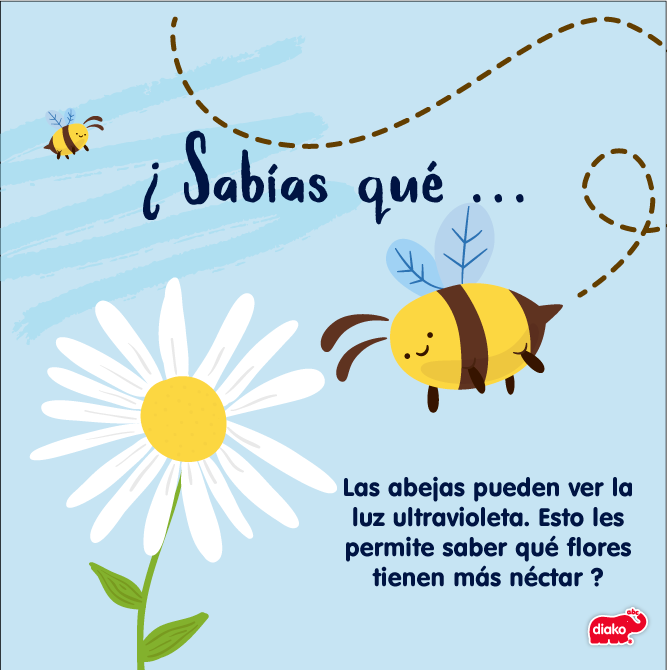 ¿Sabías qué ...
Las abejas pueden ver la
luz ultravioleta. Esto les
permite saber qué flores
tienen más néctar ?
abc
diako